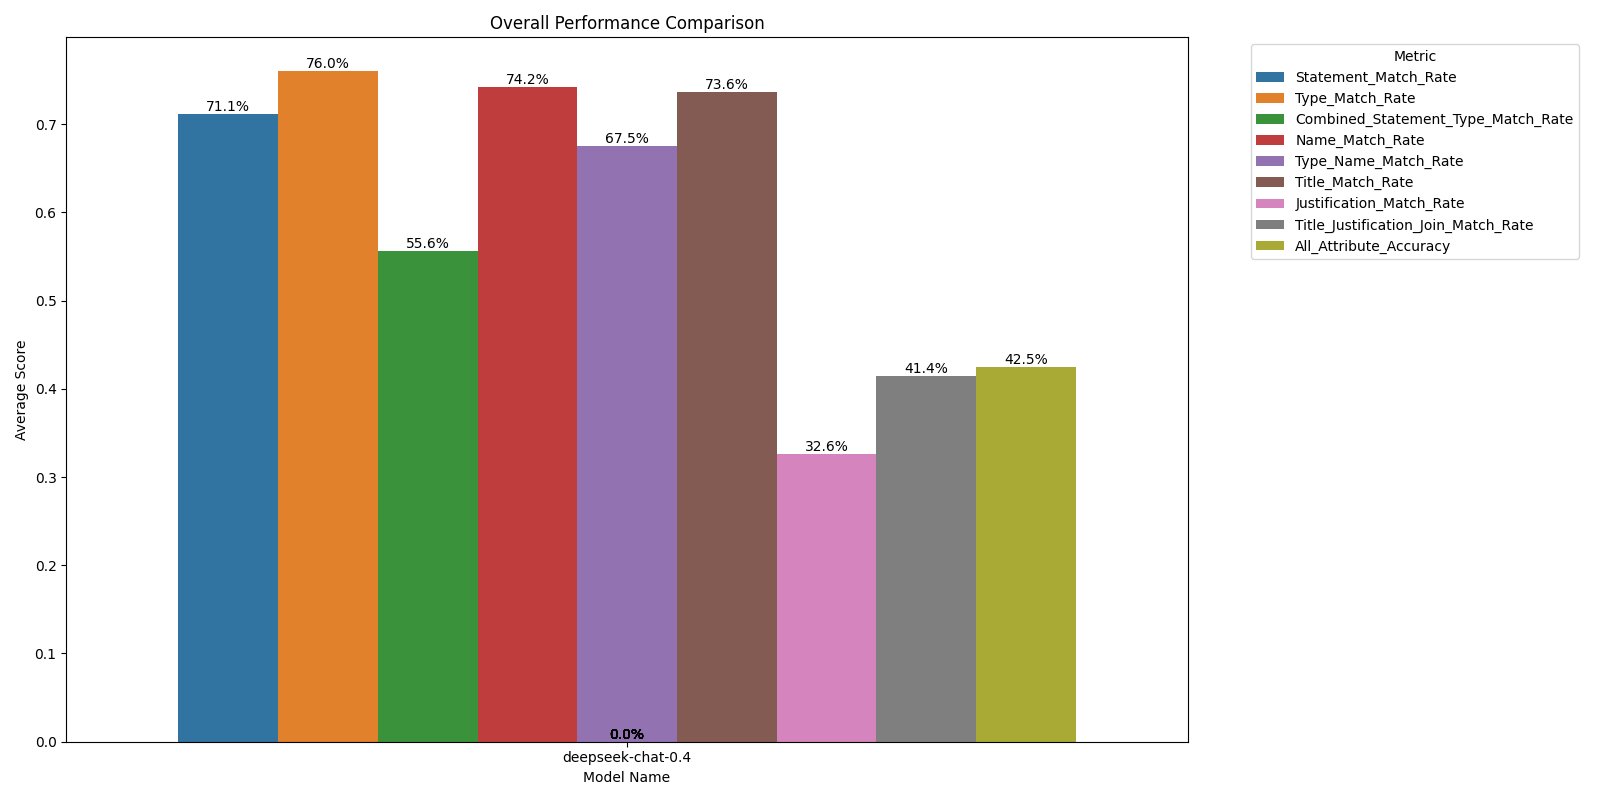 Overall Performance Comparison
Metric
Statement_Match_Rate
Type_Match_Rate
Combined_Statement_Type_Match_Rate
Name_Match_Rate
Type_Name_Match_Rate
Title_Match_Rate
Justification_Match_Rate
Title_Justification_Join_Match_Rate
All_Attribute_Accuracy
Average Score
0.7
0.6
0.5
0.4
0.3
0.2
0.1
0.0
71.1%
76.0%
55.6%
74.2%
67.5%
73.6%
32.6%
41.4%
42.5%
0.0%
deepseek-chat-0.4
Model Name